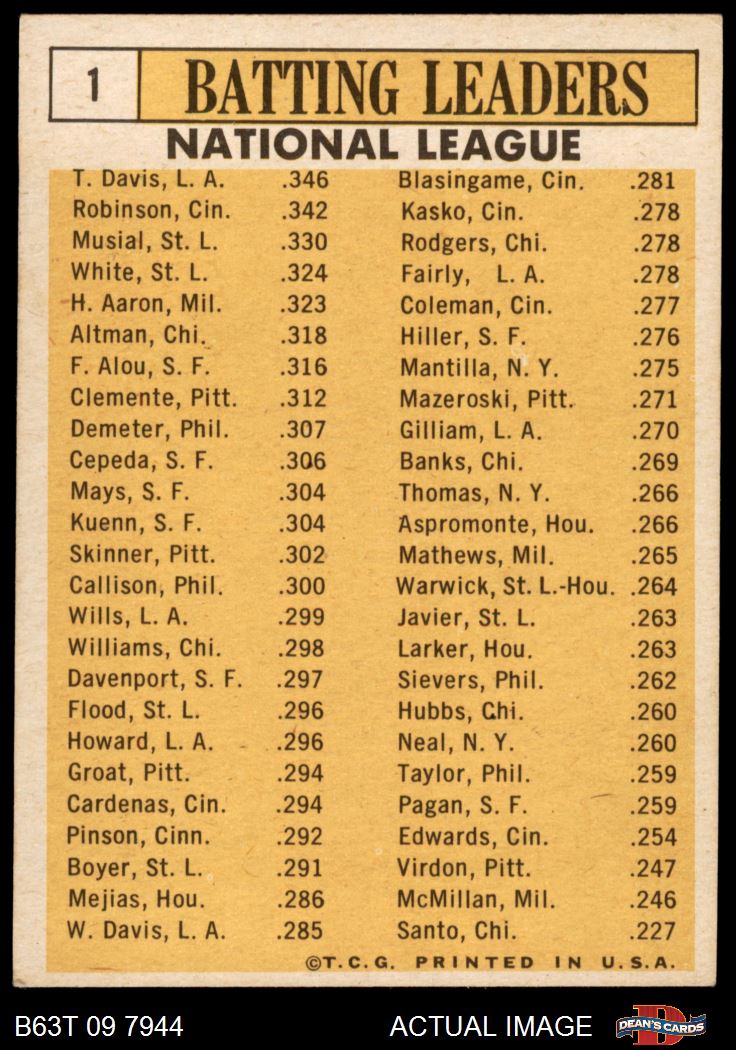 1 BATTING LEADERS
NATIONAL LEAGUE
T. Davis, L. A. .346 Blasingame, Cin. .281
Robinson, Cin. .342 Kasko, Cin. .278
Musial, St. L. .330 Rodgers, Chi. .278
White, St. L. .324 Fairly, L. A. .278
H. Aaron, Mil. .323 Coleman, Cin. .277
Altman, Chi. .318 Hiller, S. F. .276
F. Alou, S. F. .316 Mantilla, N. Y. .275
Clemente, Pitt. .312 Mazeroski, Pitt. .271
Demeter, Phil. .307 Gilliam, L. A. .270
Cepeda, S. F. .306 Banks, Chi. .269
Mays, S. F. .304 Thomas, N. Y. .266
Kuenn, S. F. .304 Aspromonte, Hou. .266
Skinner, Pitt. .302 Mathews, Mil. .265
Callison, Phil. .300 Warwick, St. L.-Hou. .264
Wills, L. A. .299 Javier, St. L. .263
Williams, Chi. .298 Larker, Hou. .263
Davenport, S. F. .297 Sievers, Phil. .262
Flood, St. L. .296 Hubbs, Chi. .260
Howard, L. A. .296 Neal, N. Y. .260
Groat, Pitt. .294 Taylor, Phil. .259
Cardenas, Cin. .294 Pagan, S. F. .259
Pinson, Cinn. .292 Edwards, Cin. .254
Boyer, St. L. .291 Virdon, Pitt. .247
Mejias, Hou. .286 McMillan, Mil. .246
W. Davis, L. A. .285 Santo, Chi. .227
©T.C.G. PRINTED IN U.S.A.
B63T 09 7944 ACTUAL IMAGE DEAN'S CARDS